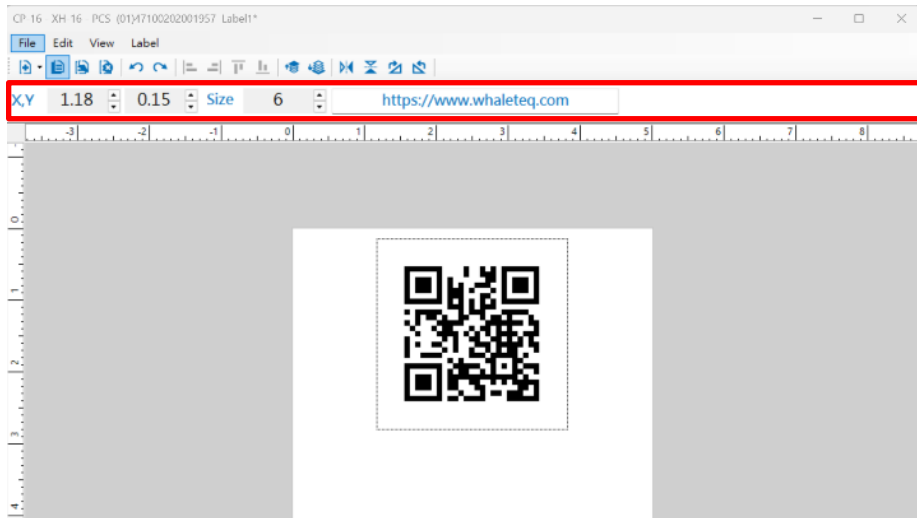 CP 16 XH 16 PCS (01)47100202001957 Label1*
File Edit View Label
X,Y 1.18 0.15 Size 6 https://www.whaleteq.com
-3 -2 -1 0 1 2 3 4 5 6 7 8
0
1
2
3
4